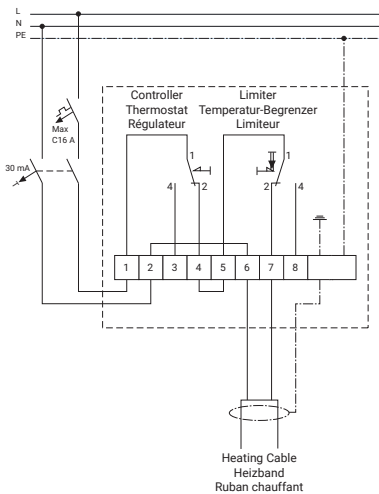 L
N
PE
Controller
Thermostat
Régulateur
Limiter
Temperatur-Begrenzer
Limiteur
Max
C16 A
30 mA
1
4
2
1
2
4
1 2 3 4 5 6 7 8
Heating Cable
Heizband
Ruban chauffant